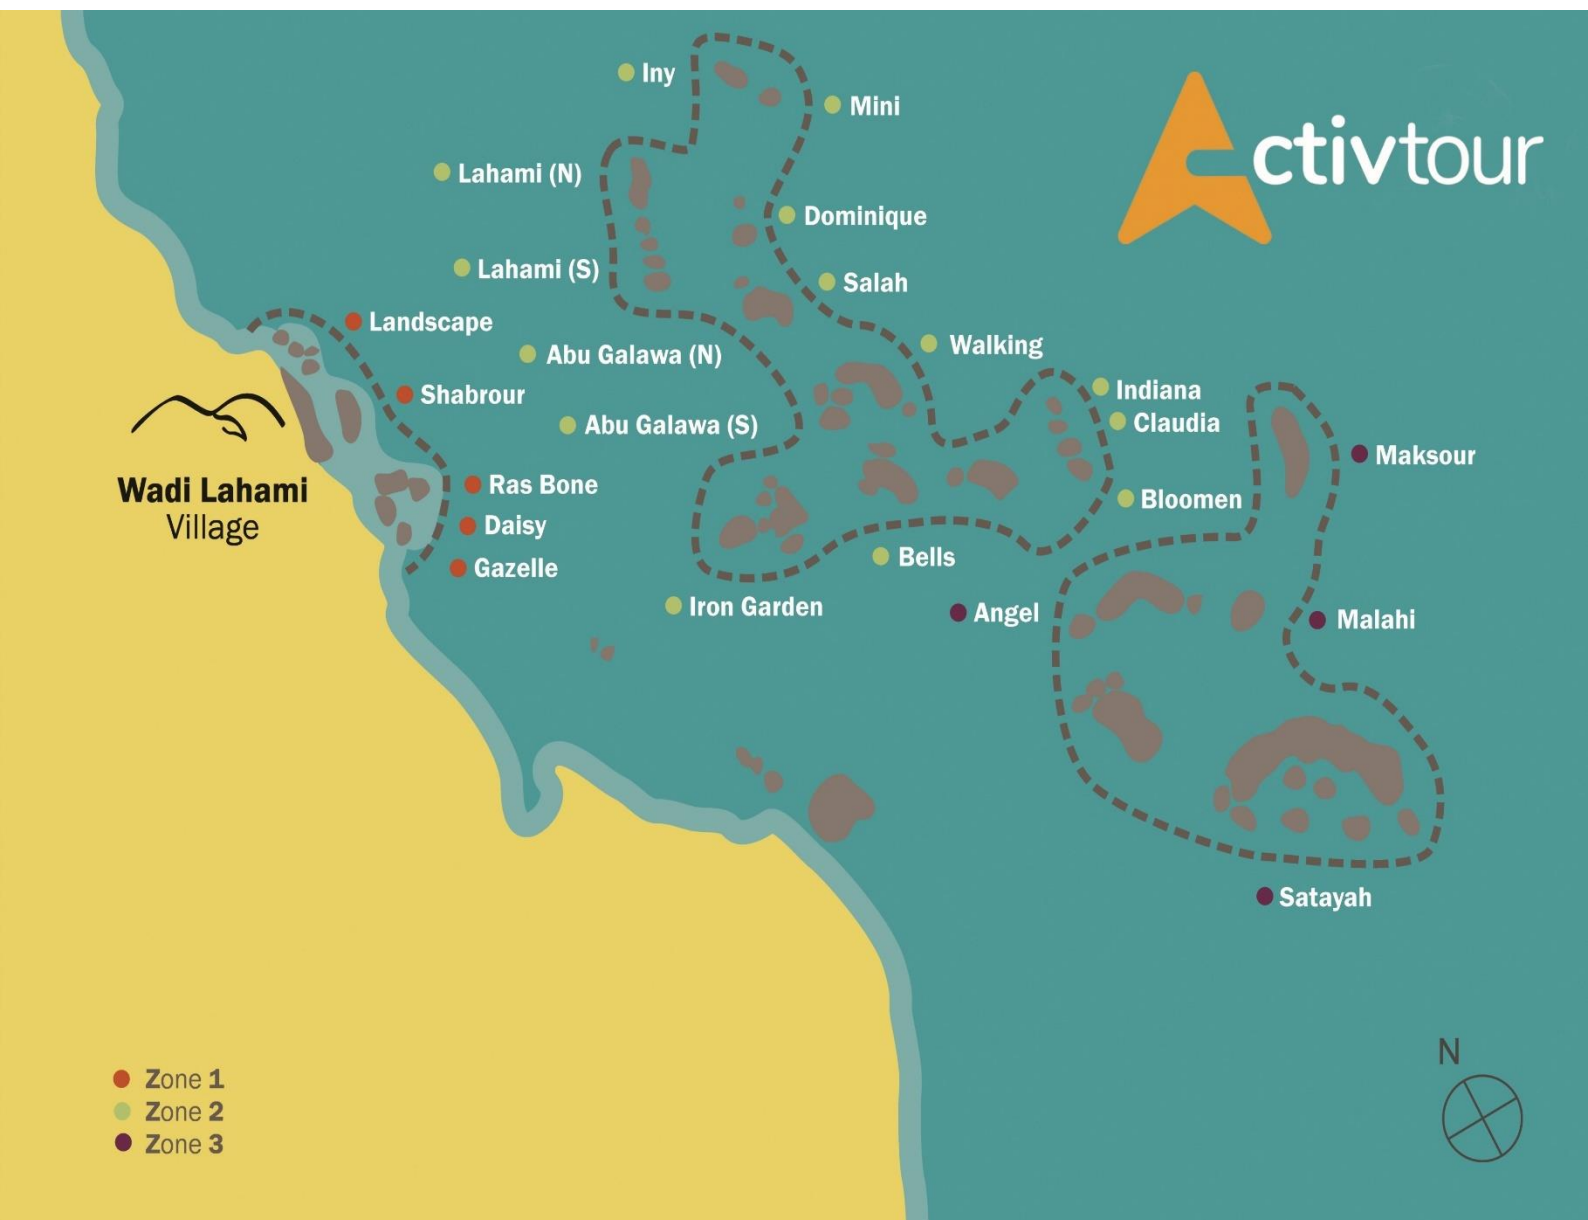 Iny
Mini
ctivtour
Lahami (N)
Dominique
Lahami (S)
Salah
Landscape
Abu Galawa (N)
Walking
Shabrour
Indiana
Abu Galawa (S)
Claudia
Maksour
Wadi Lahami
Village
Ras Bone
Bloomen
Daisy
Bells
Gazelle
Iron Garden
Angel
Malahi
Satayah
N
Zone 1
Zone 2
Zone 3